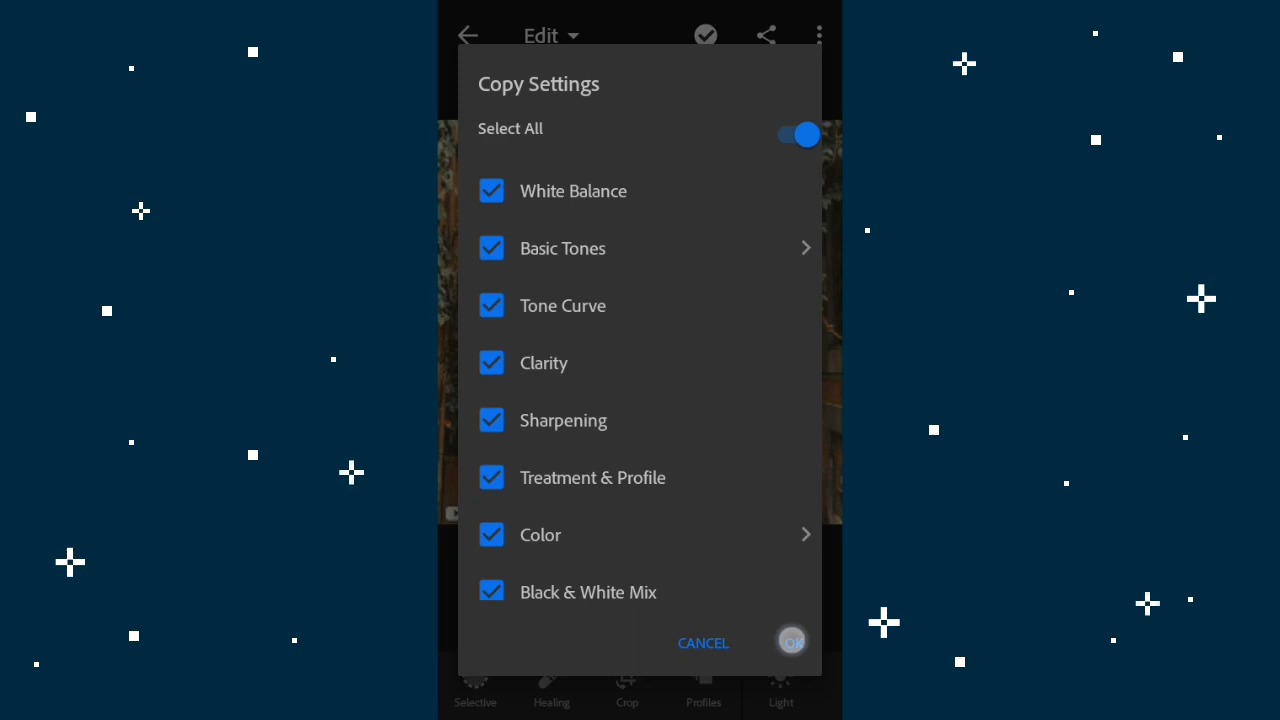 Edit
Copy Settings
Select All
White Balance
Basic Tones
Tone Curve
Clarity
Sharpening
Treatment & Profile
Color
Black & White Mix
CANCEL OK
Selective Healing Crop Profiles Light